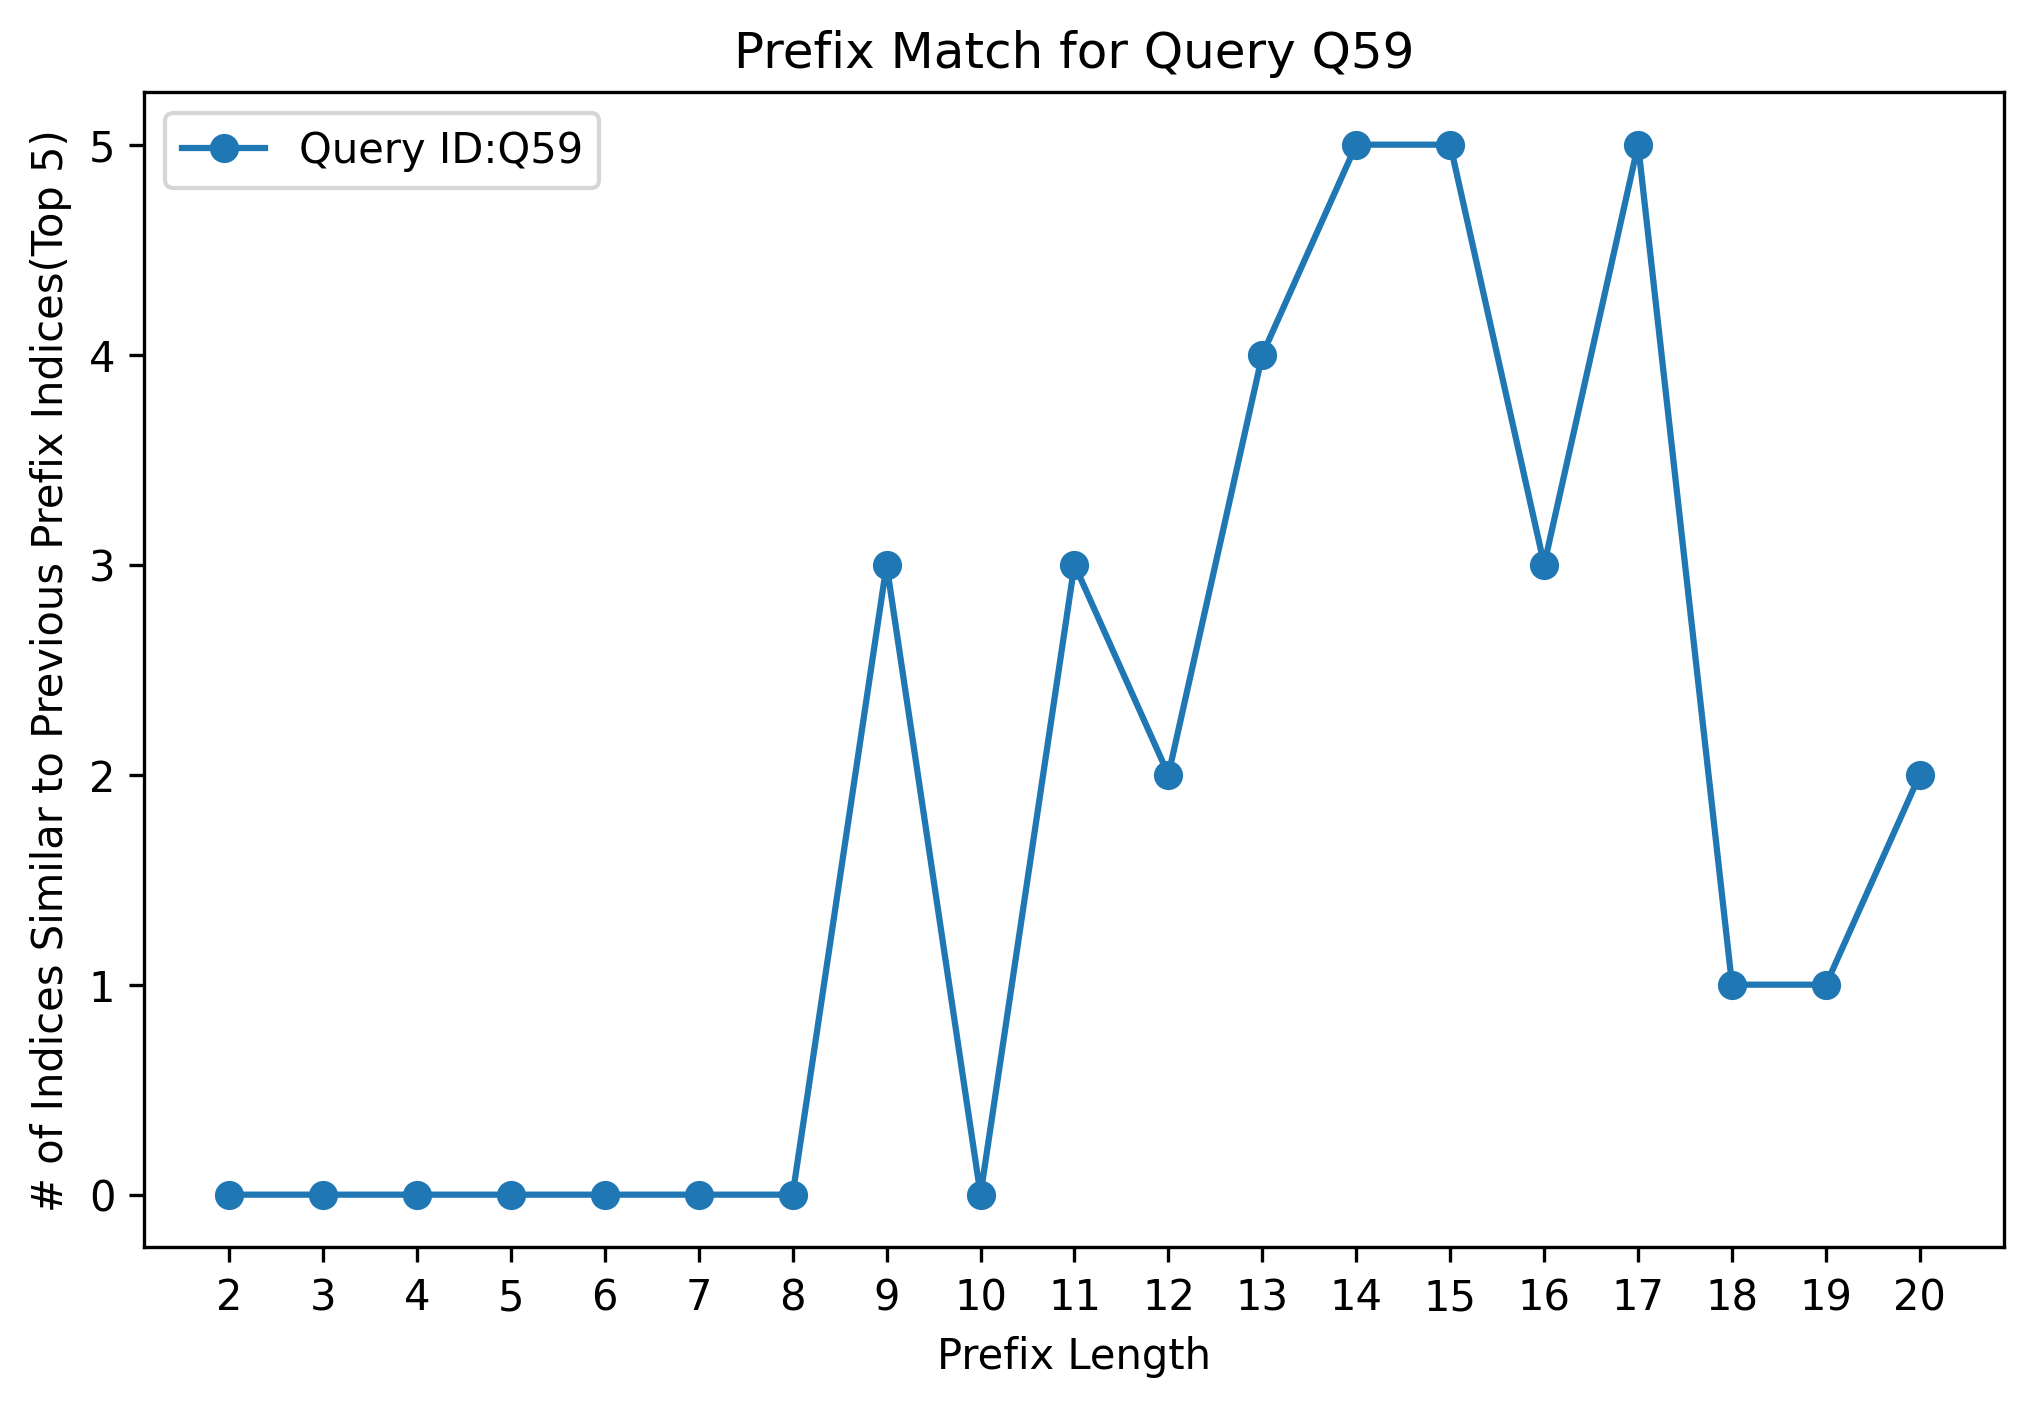 Prefix Match for Query Q59
Query ID:Q59
# of Indices Similar to Previous Prefix Indices(Top 5)
5
4
3
2
1
0
2 3 4 5 6 7 8 9 10 11 12 13 14 15 16 17 18 19 20
Prefix Length